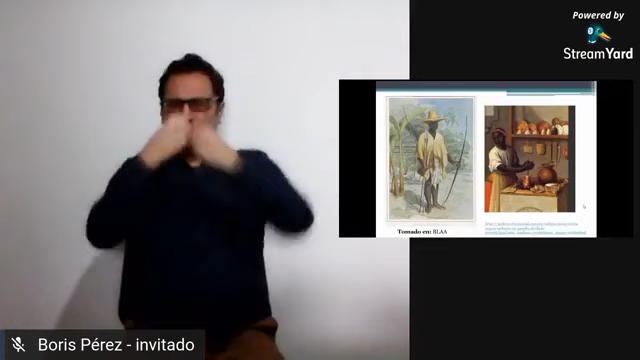 Powered by
StreamYard
Tomado en: BLAA
Boris Pérez - invitado